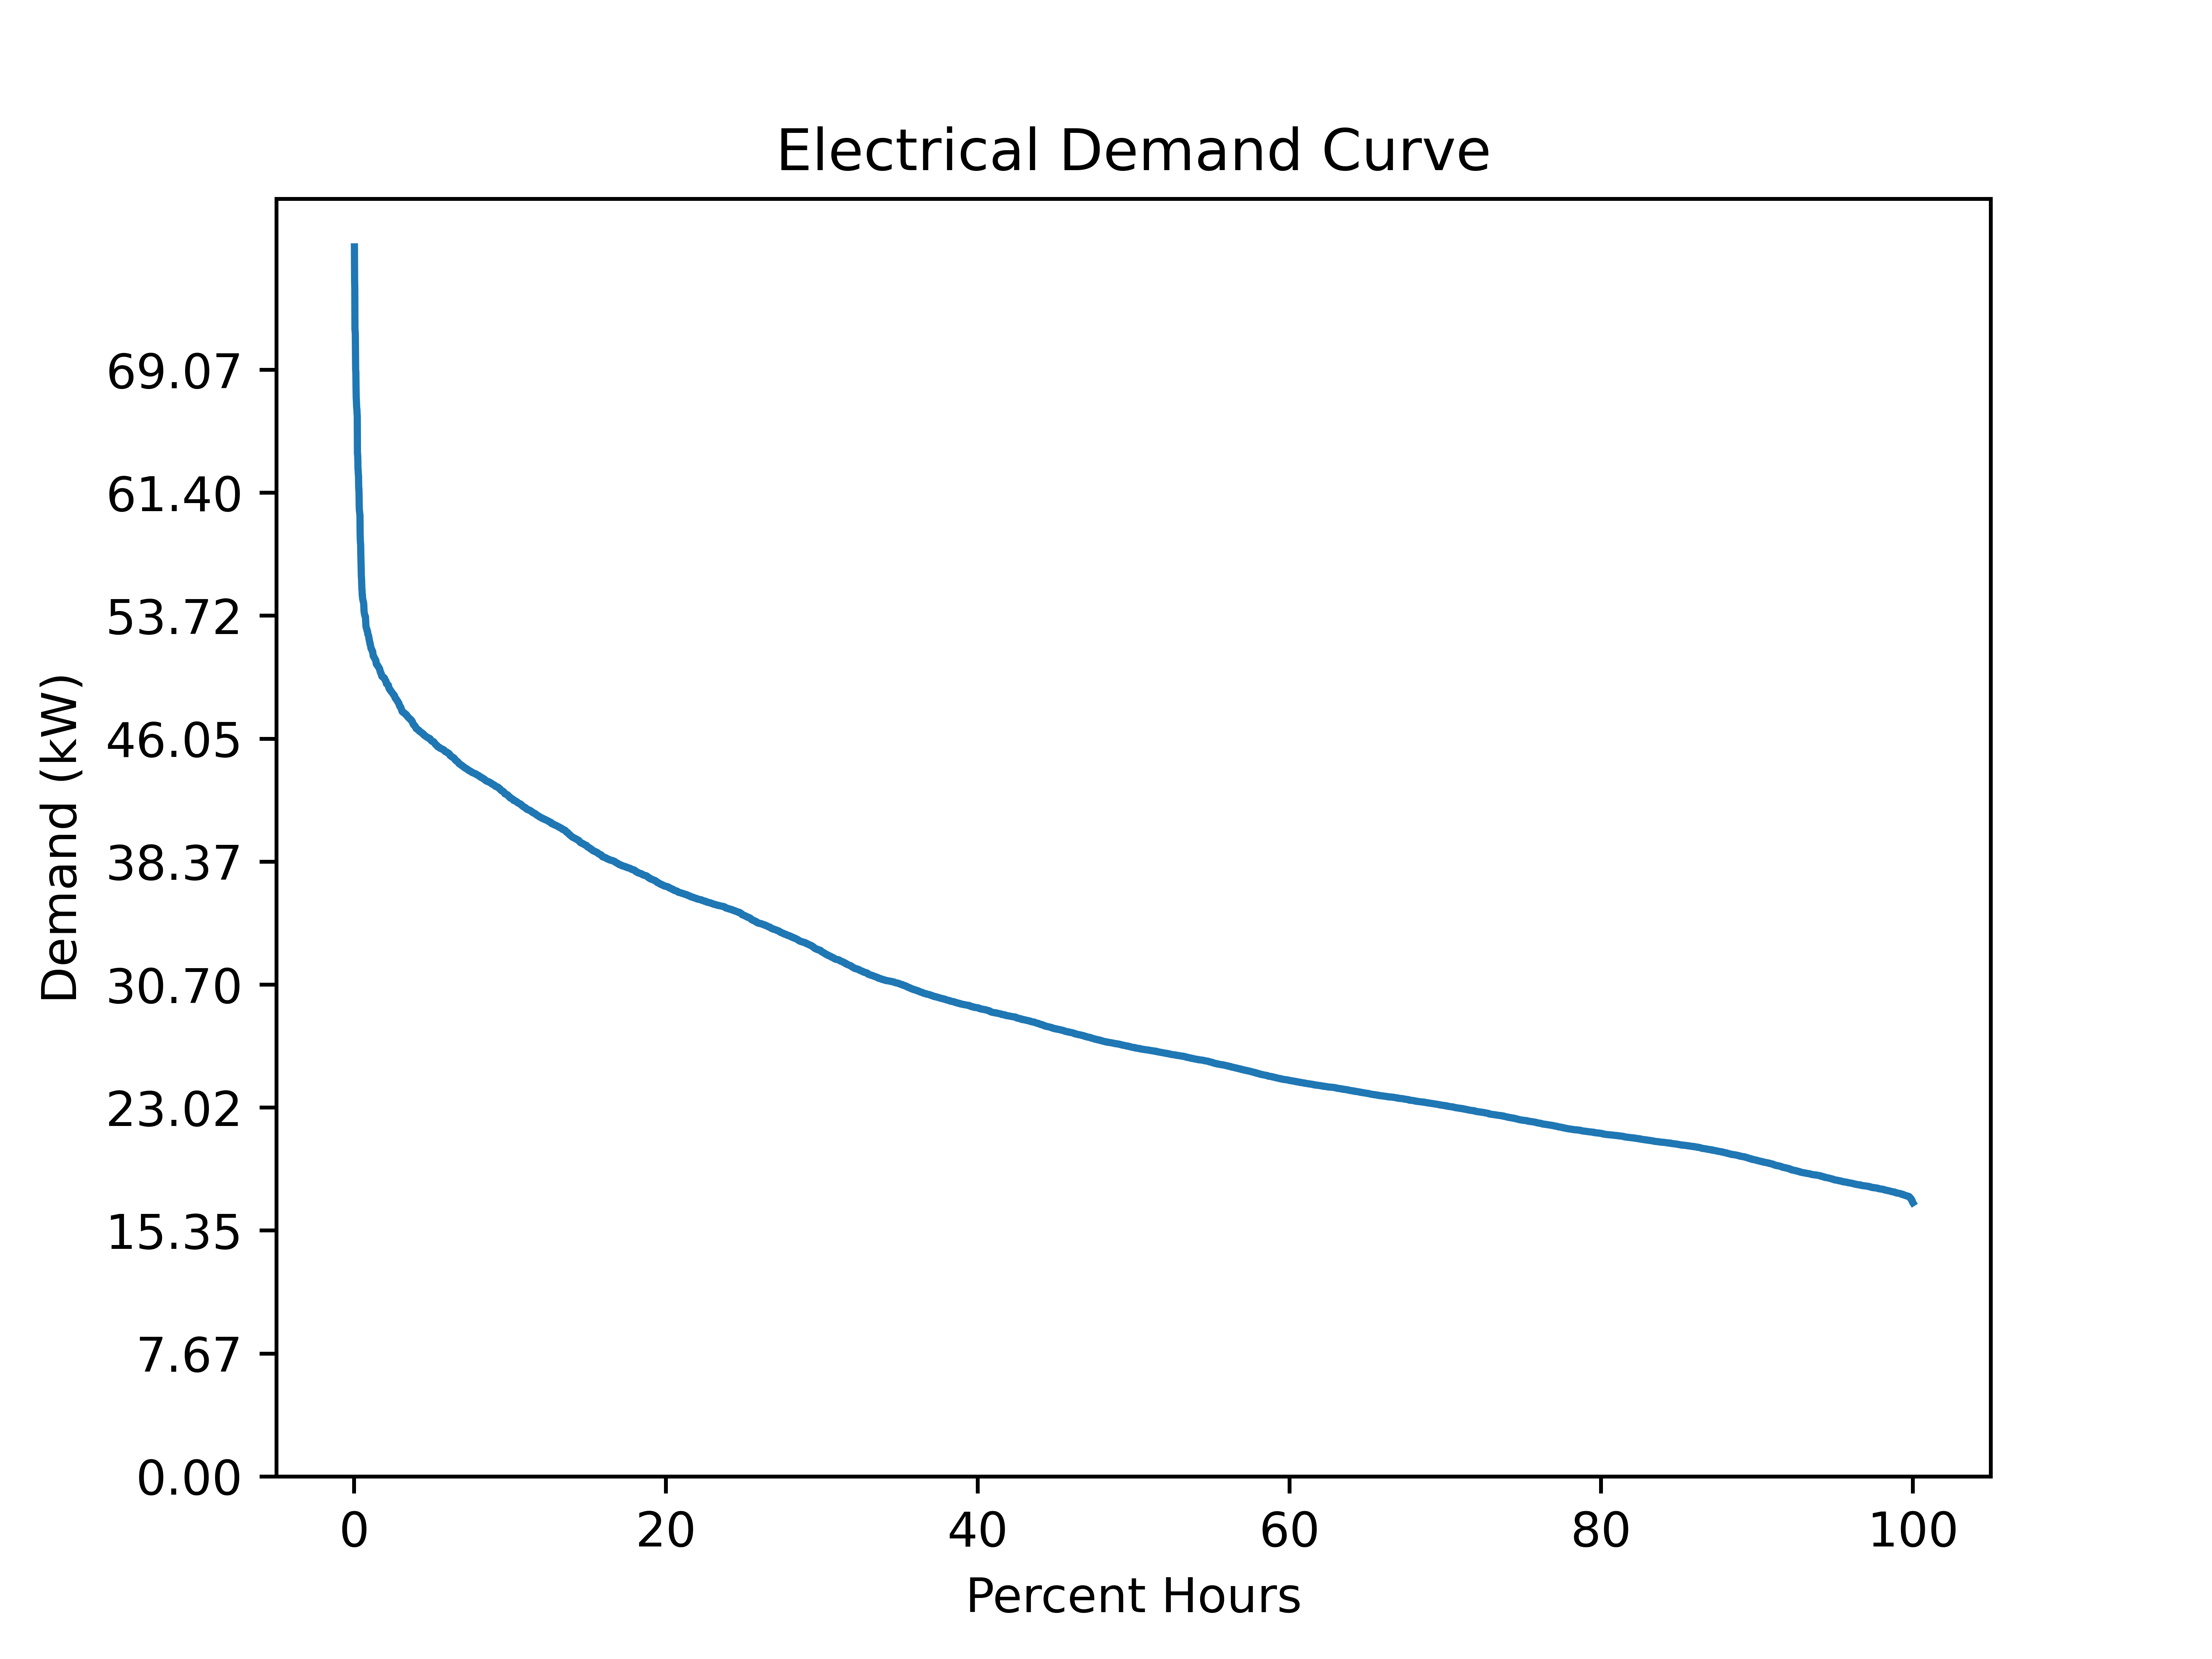 Electrical Demand Curve
Demand (kW)
69.07
61.40
53.72
46.05
38.37
30.70
23.02
15.35
7.67
0.00
0 20 40 60 80 100
Percent Hours